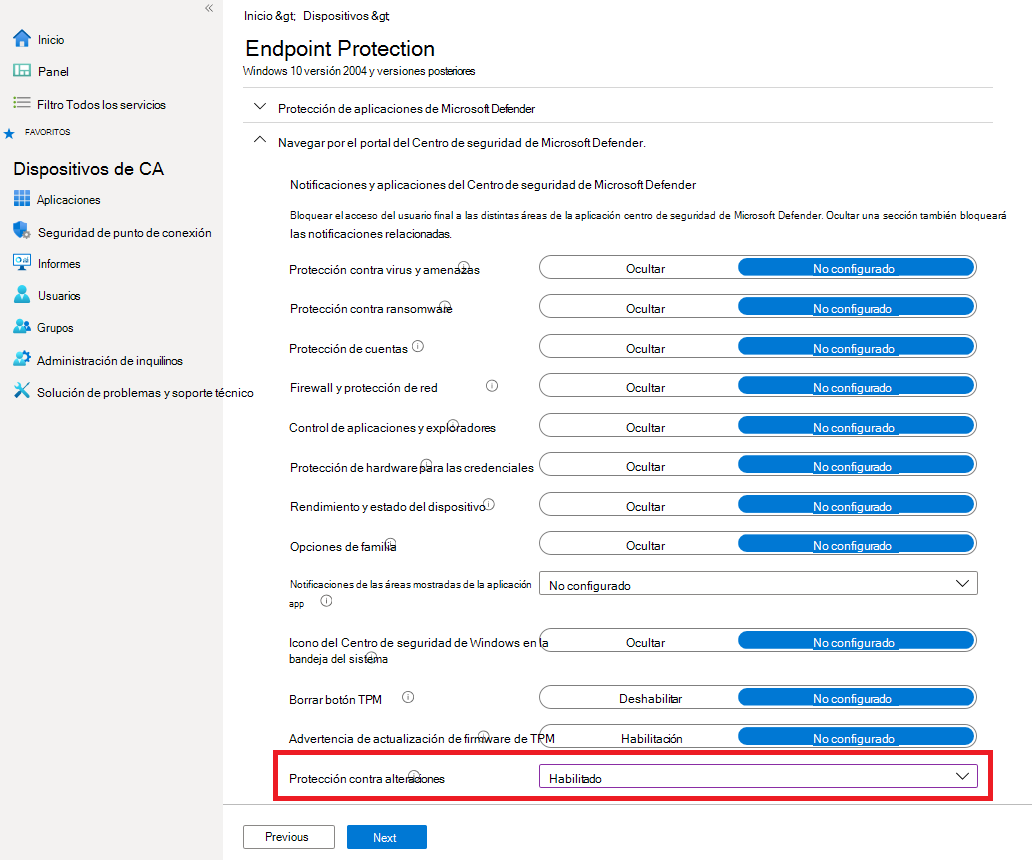 «
Inicio
Panel
Filtro Todos los servicios
FAVORITOS
Dispositivos de CA
Aplicaciones
Seguridad de punto de conexión
Informes
Usuarios
Grupos
Administración de inquilinos
Solución de problemas y soporte técnico
Inicio &gt; Dispositivos &gt;
Endpoint Protection
Windows 10 versión 2004 y versiones posteriores
Protección de aplicaciones de Microsoft Defender
Navegar por el portal del Centro de seguridad de Microsoft Defender.
Notificaciones y aplicaciones del Centro de seguridad de Microsoft Defender
Bloquear el acceso del usuario final a las distintas áreas de la aplicación centro de seguridad de Microsoft Defender. Ocultar una sección también bloqueará
las notificaciones relacionadas.
Protección contra virus y amenazas Ocultar No configurado
Protección contra ransomware Ocultar No configurado
Protección de cuentas Ocultar No configurado
Firewall y protección de red Ocultar No configurado
Control de aplicaciones y exploradores Ocultar No configurado
Protección de hardware para las credenciales Ocultar No configurado
Rendimiento y estado del dispositivo Ocultar No configurado
Opciones de familia Ocultar No configurado
Notificaciones de las áreas mostradas de la aplicación
app
No configurado
Icono del Centro de seguridad de Windows en la
bandeja del sistema
Ocultar No configurado
Borrar botón TPM Deshabilitar No configurado
Advertencia de actualización de firmware de TPM Habilitación No configurado
Protección contra alteraciones Habilitado
Previous Next